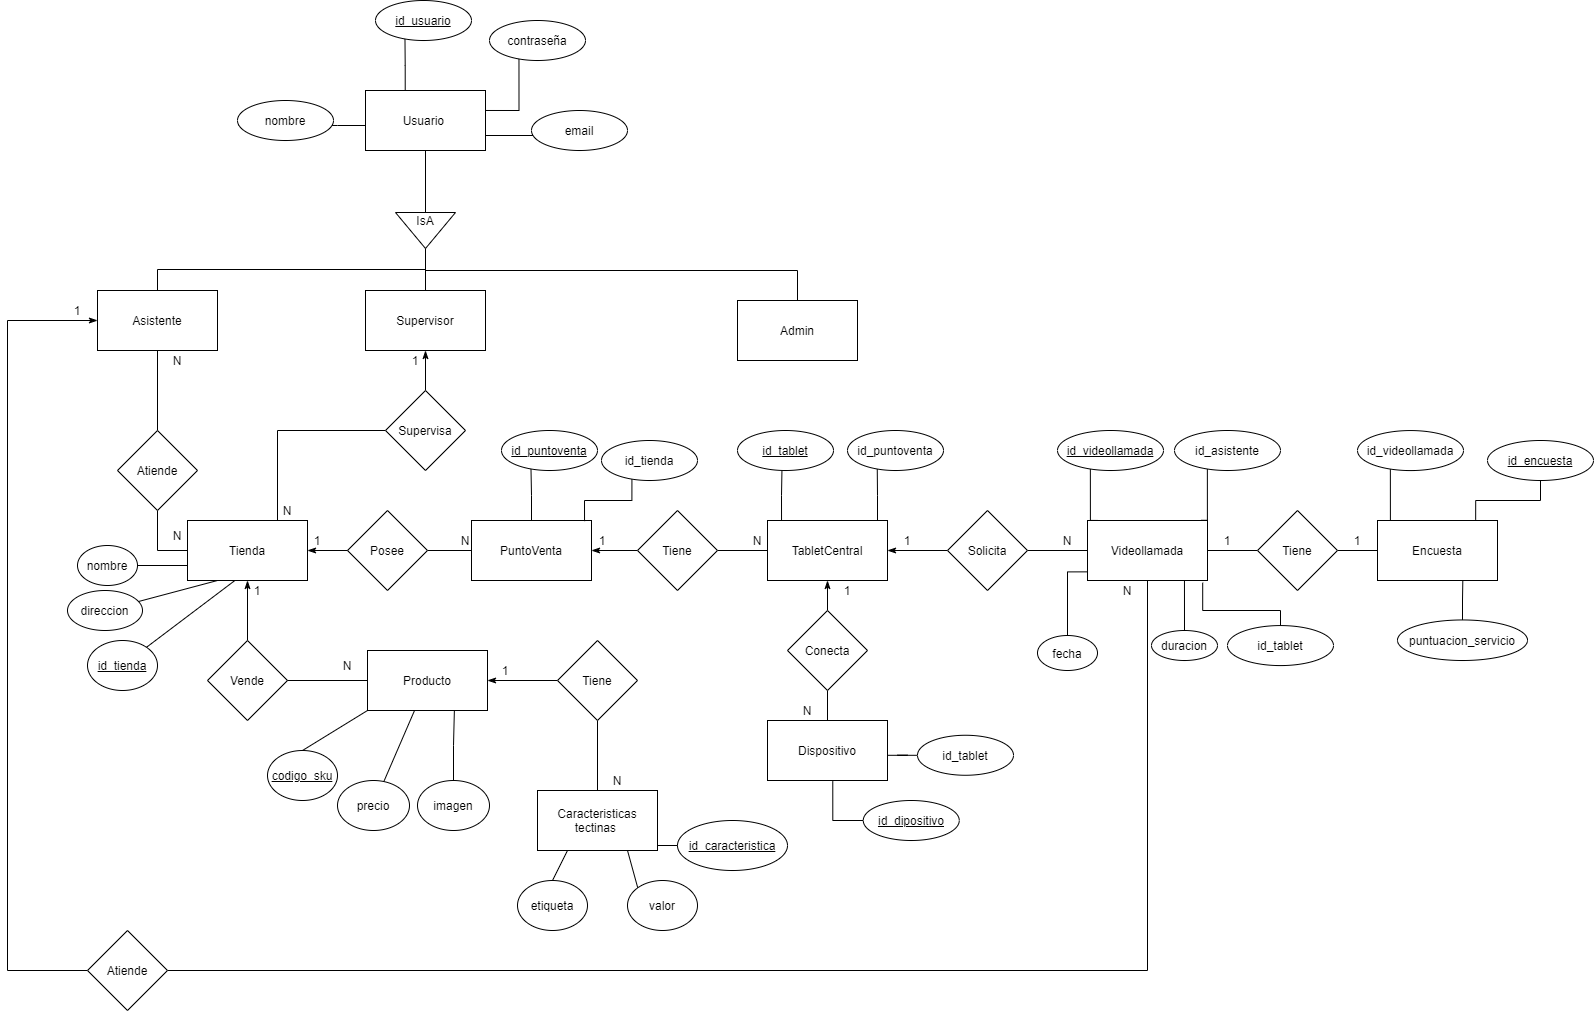 id_usuario
contraseña
nombre
Usuario
email
IsA
1
Asistente
Supervisor
Admin
N
1
Supervisa
Atiende
id_puntoventa
id_tienda
id_tablet
id_puntoventa
id_videollamada
id_asistente
id_videollamada
id_encuesta
N
N
Tienda
1
Posee
N
PuntoVenta
1
Tiene
N
TabletCentral
1
Solicita
N
Videollamada
1
Tiene
1
Encuesta
nombre
direccion
1
1
N
id_tienda
fecha
duracion
id_tablet
puntuacion_servicio
Vende
N
Producto
1
Tiene
Conecta
N
Dispositivo
id_tablet
codigo_sku
precio
imagen
N
Caracteristicas
tectinas
id_caracteristica
id_dipositivo
etiqueta
valor
Atiende